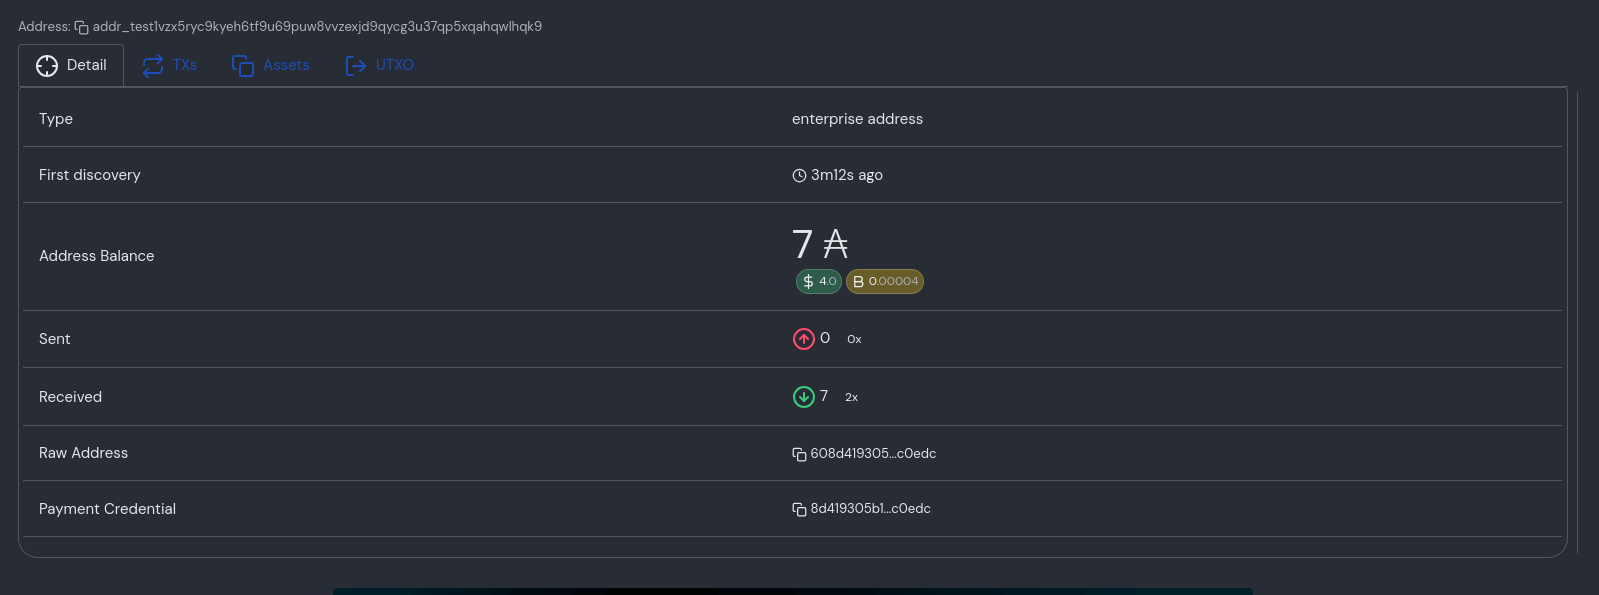 Address: addr_test1vzx5ryc9kyeh6tf9u69puw8vvzexjd9qycg3u37qp5xqahqwlhqk9
Detail TXs Assets UTXO
Type enterprise address
First discovery 3m12s ago
Address Balance 7 ₳
$ 4.0 B 0.00004
Sent 0 0x
Received 7 2x
Raw Address 608d419305...c0edc
Payment Credential 8d419305b1...c0edc